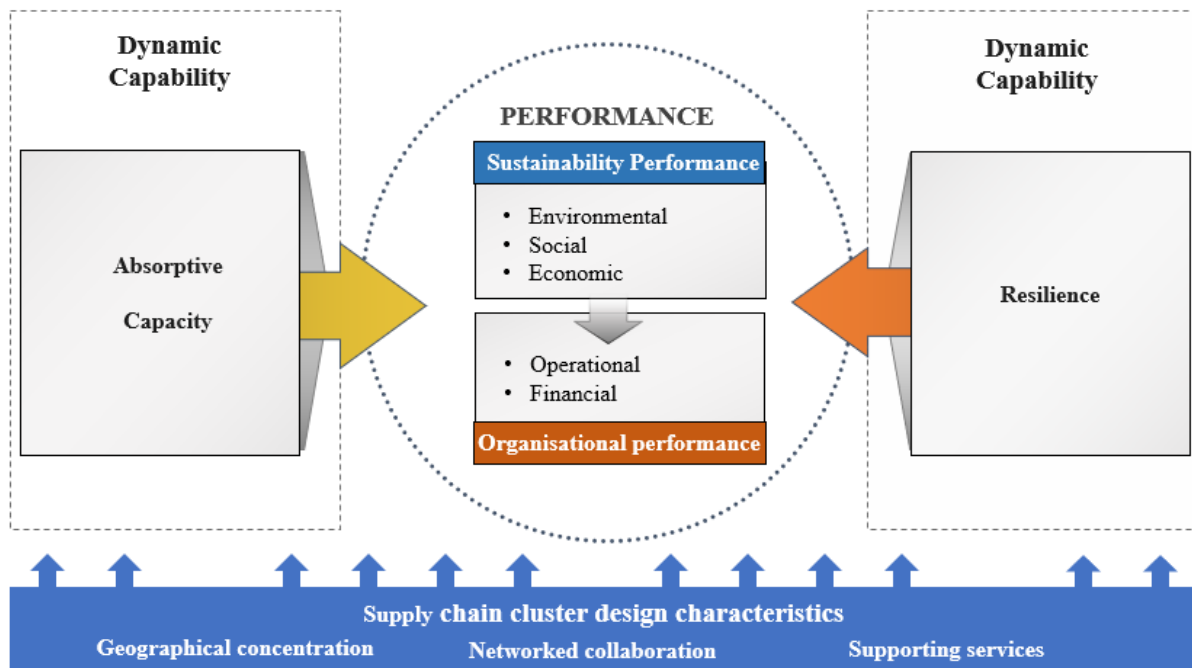 Dynamic
Capability
Absorptive
Capacity
PERFORMANCE
Sustainability Performance
• Environmental
• Social
• Economic
• Operational
• Financial
Organisational performance
Dynamic
Capability
Resilience
Supply chain cluster design characteristics
Geographical concentration Networked collaboration Supporting services